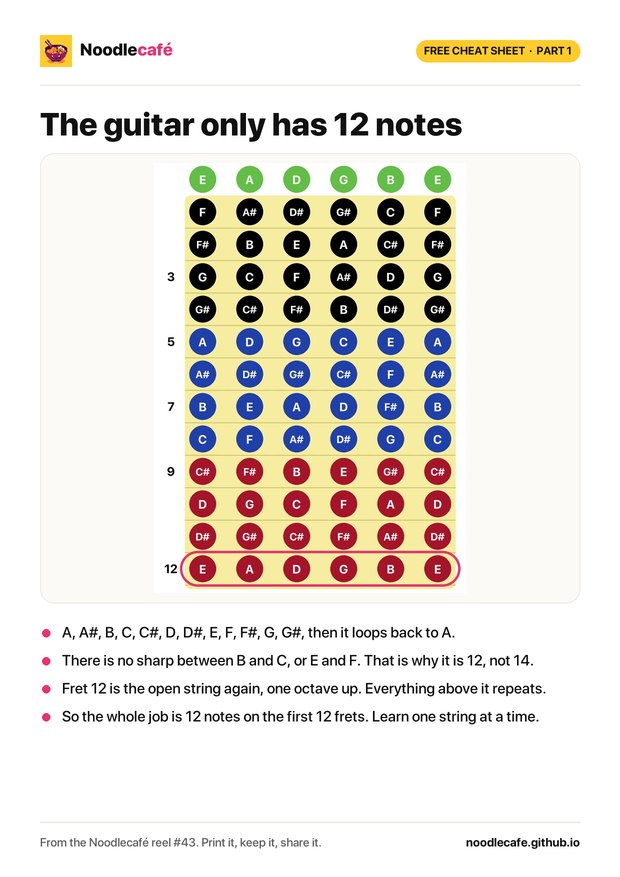 Noodlecafé
FREE CHEAT SHEET · PART 1
The guitar only has 12 notes
E A D G B E
F A# D# G# C F
F# B E A C# F#
3 G C F A# D G
G# C# F# B D# G#
5 A D G C E A
A# D# G# C# F A#
7 B E A D F# B
C F A# D# G C
9 C# F# B E G# C#
D G C F A D
D# G# C# F# A# D#
12 E A D G B E
A, A#, B, C, C#, D, D#, E, F, F#, G, G#, then it loops back to A.
There is no sharp between B and C, or E and F. That is why it is 12, not 14.
Fret 12 is the open string again, one octave up. Everything above it repeats.
So the whole job is 12 notes on the first 12 frets. Learn one string at a time.
From the Noodlecafé reel #43. Print it, keep it, share it.
noodlecafe.github.io